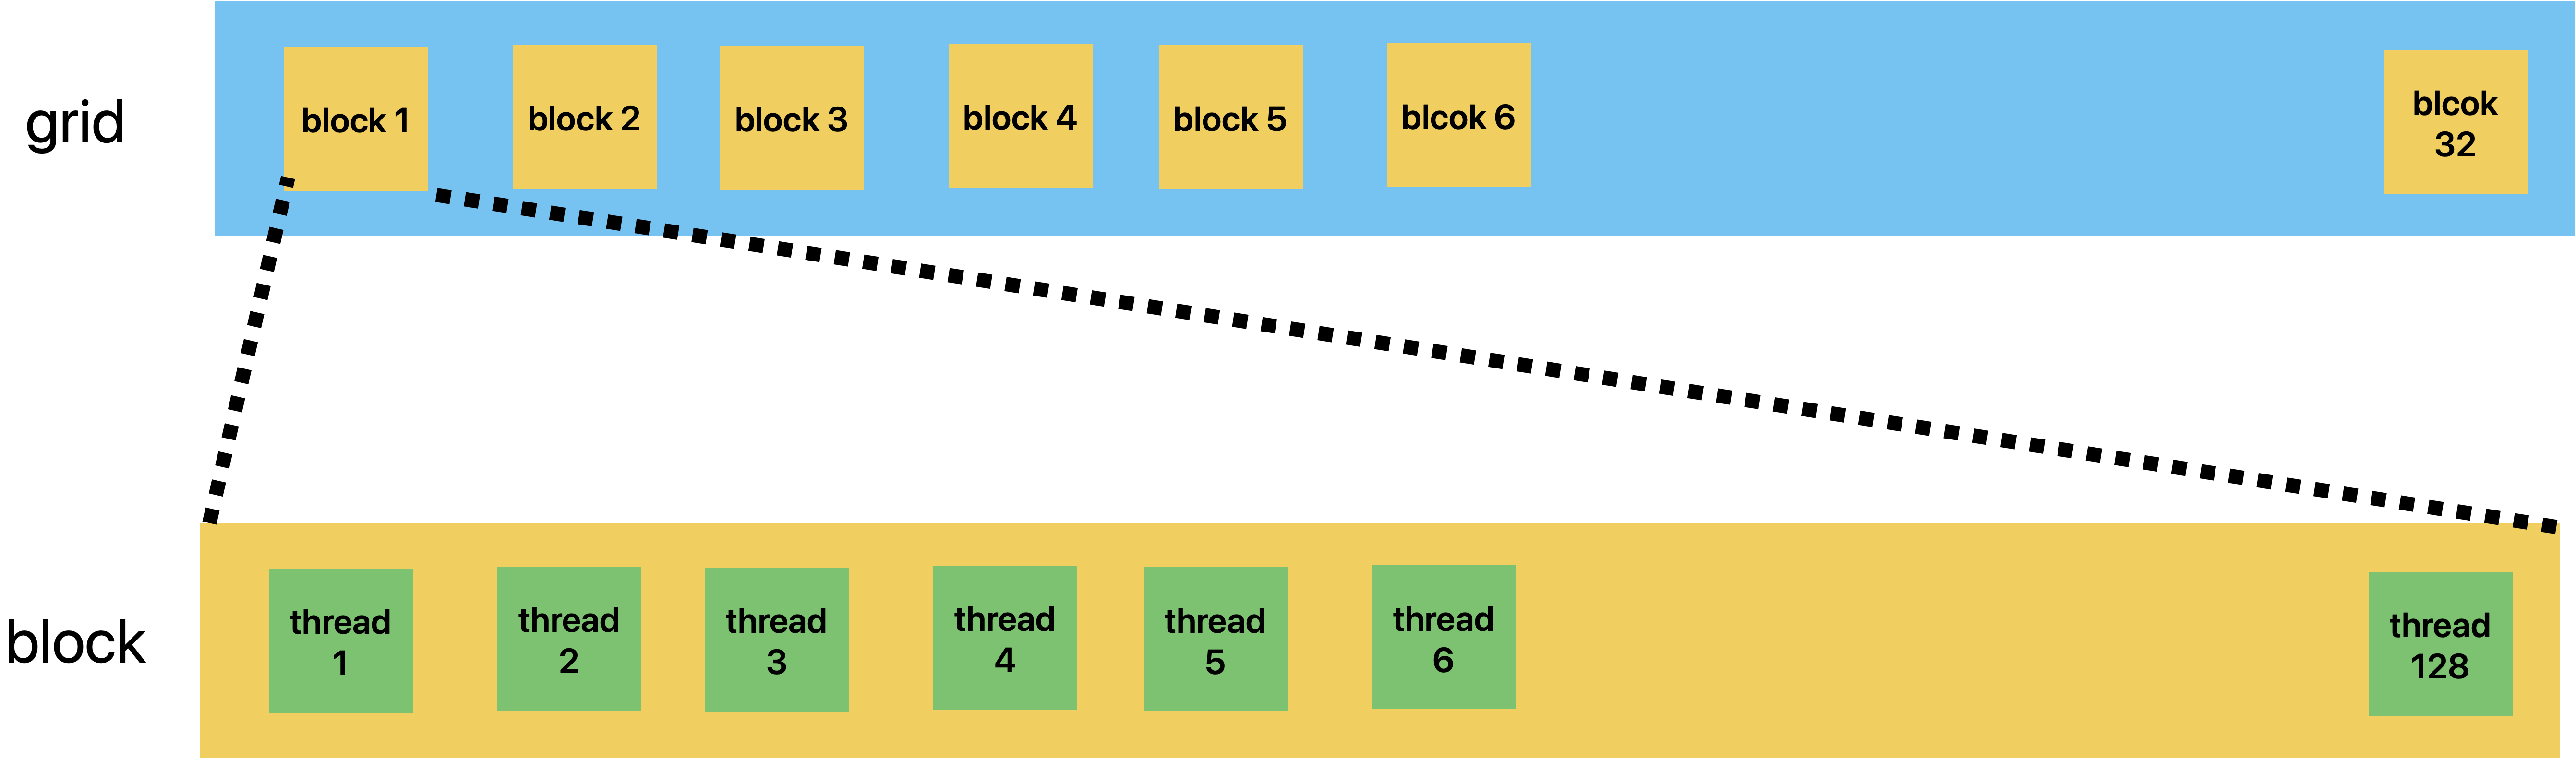 grid
block 1
block 2
block 3
block 4
block 5
blcok 6
blcok
32
block
thread
1
thread
2
thread
3
thread
4
thread
5
thread
6
thread
128